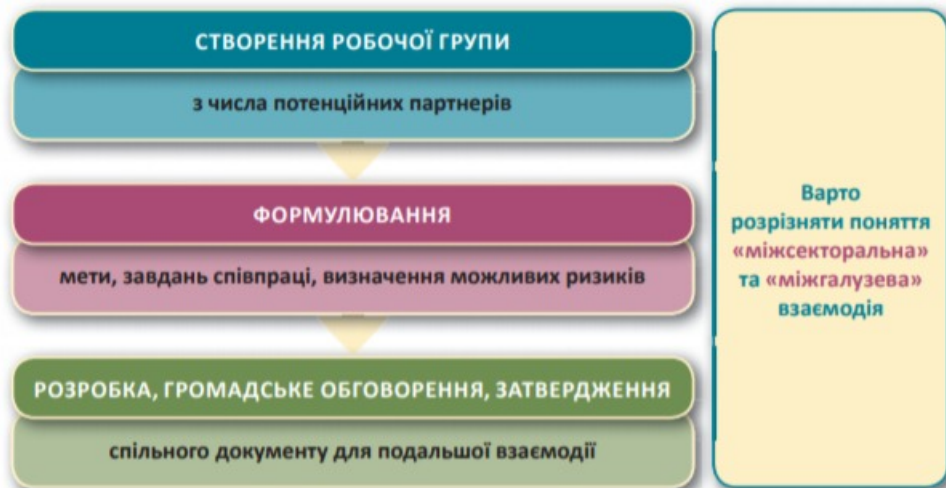 СТВОРЕННЯ РОБОЧОЇ ГРУПИ
з числа потенційних партнерів
ФОРМУЛЮВАННЯ
мети, завдань співпраці, визначення можливих ризиків
РОЗРОБКА, ГРОМАДСЬКЕ ОБГОВОРЕННЯ, ЗАТВЕРДЖЕННЯ
спільного документу для подальшої взаємодії
Варто
розрізняти поняття
«міжсекторальна»
та «міжгалузева»
взаємодія